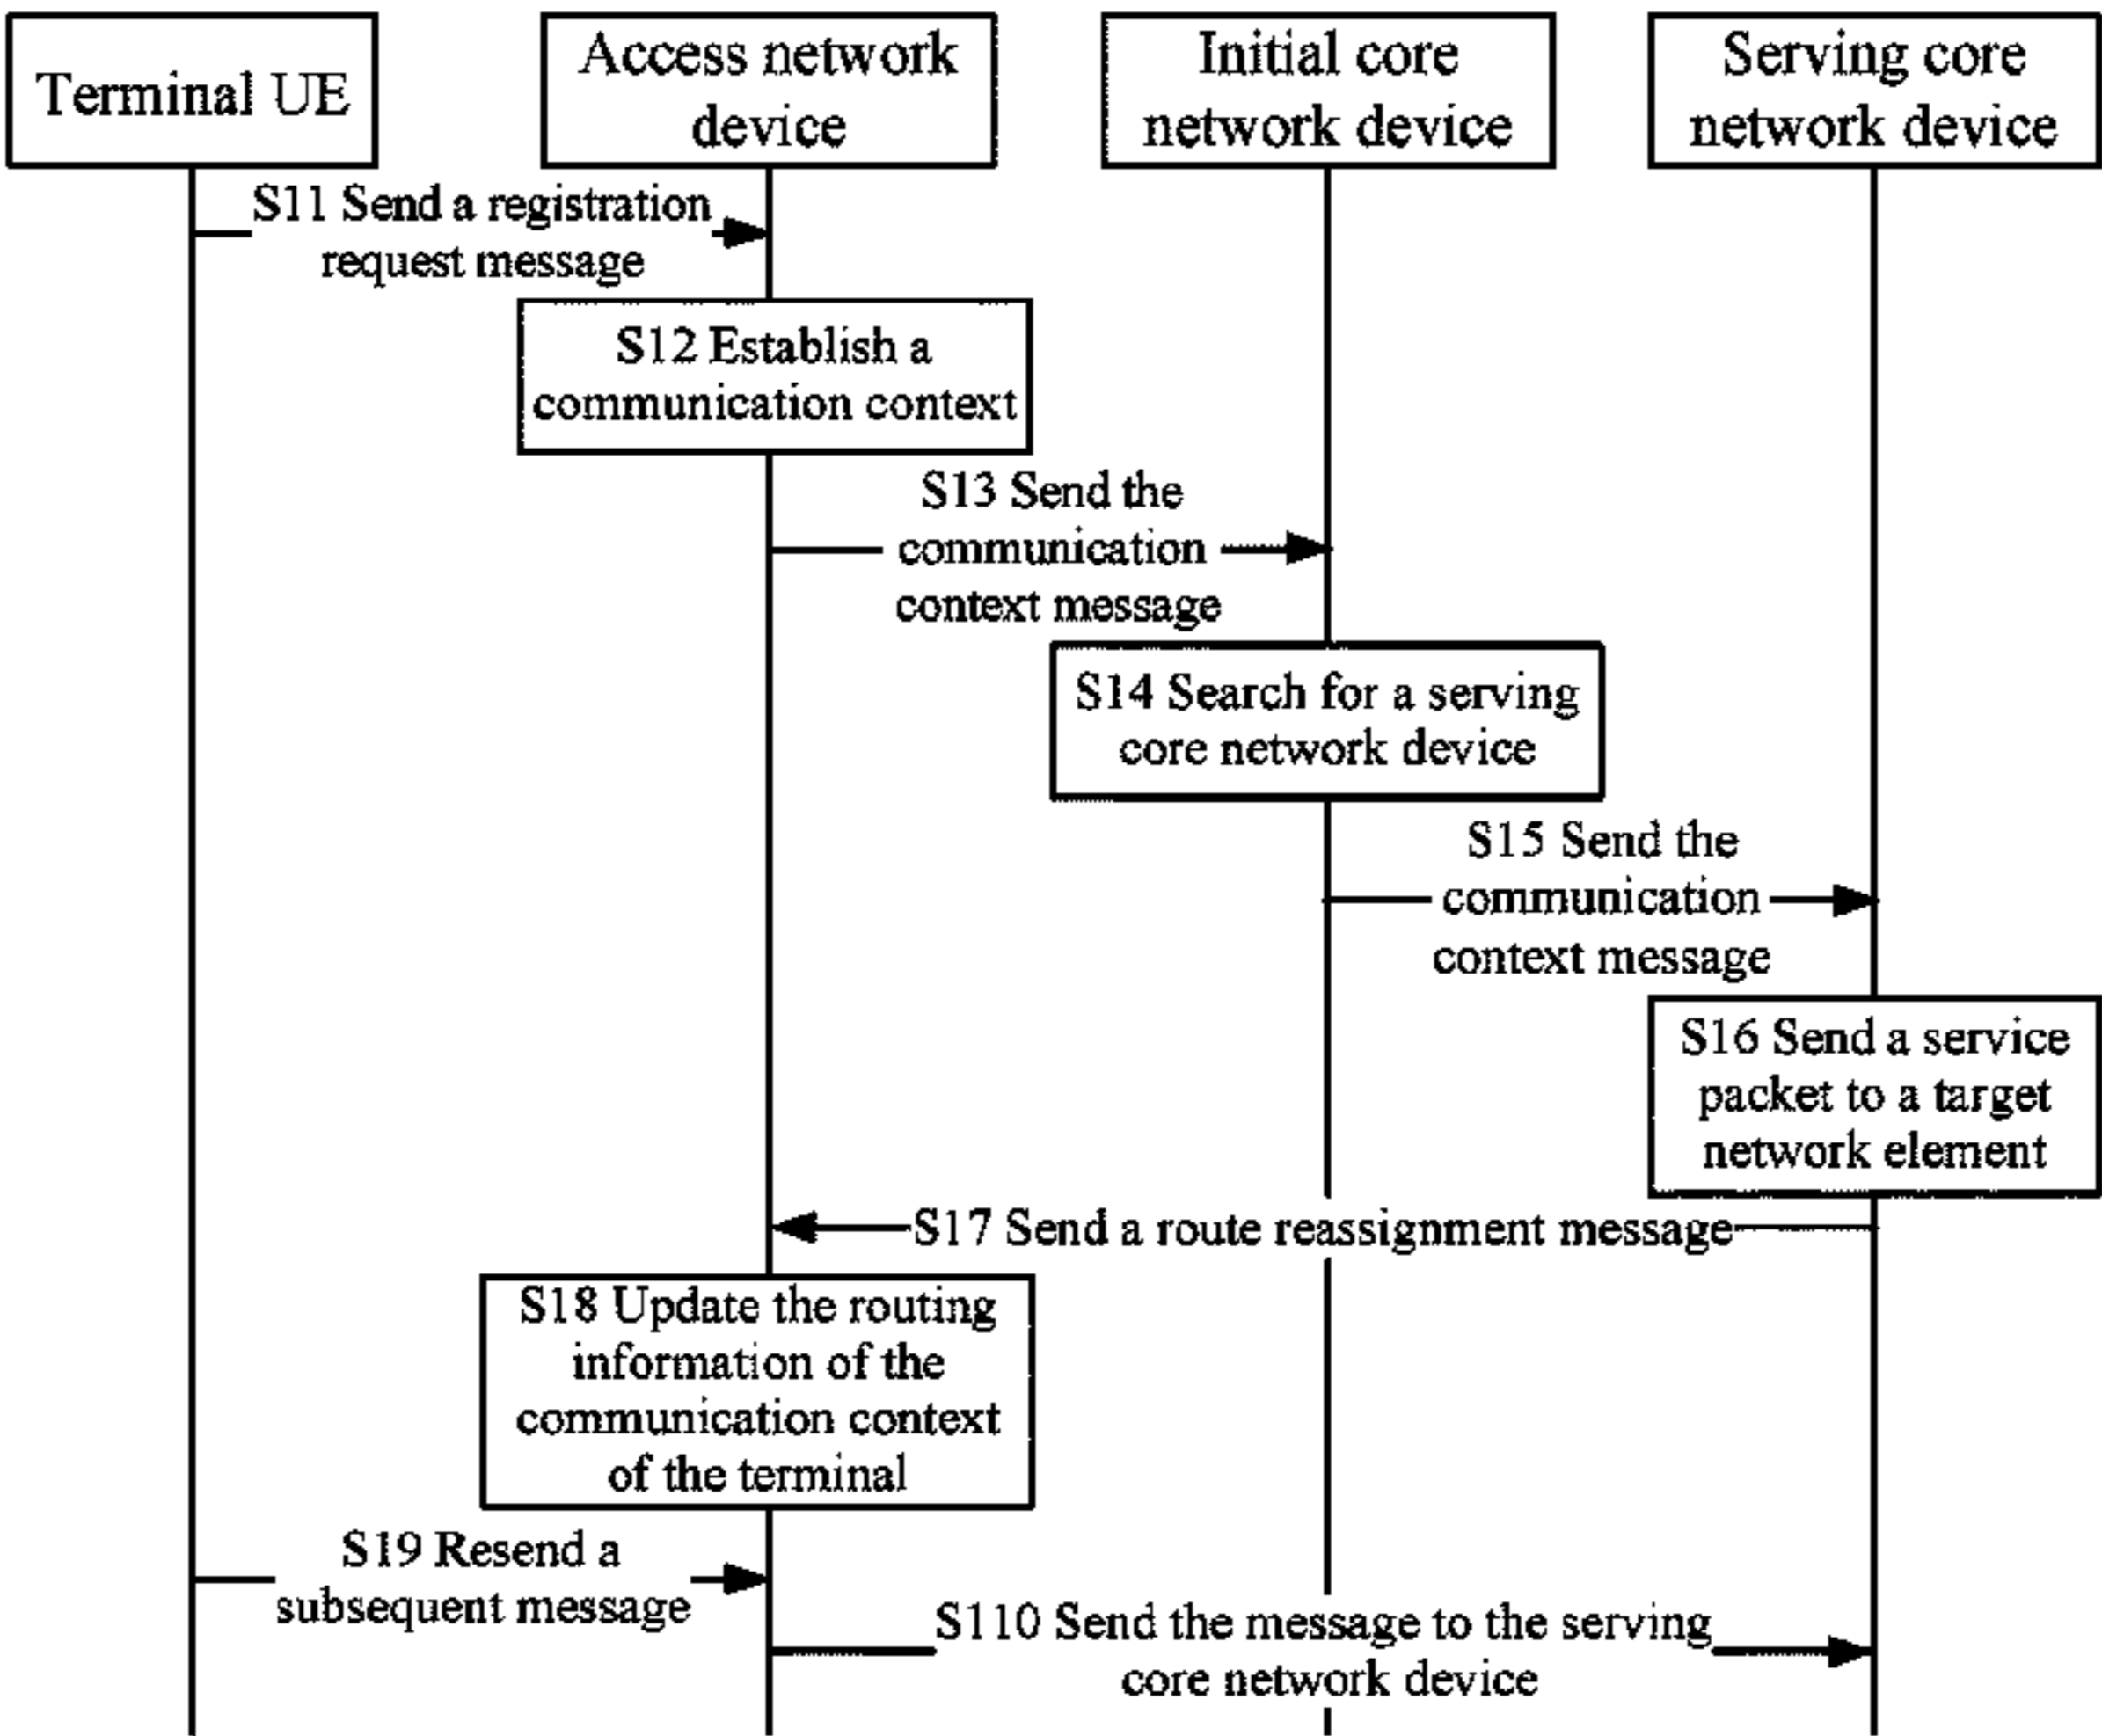 Terminal UE
Access network
device
Initial core
network device
Serving core
network device
S11 Send a registration
request message
S12 Establish a
communication context
S13 Send the
communication
context message
S14 Search for a serving
core network device
S15 Send the
communication
context message
S16 Send a service
packet to a target
network element
S17 Send a route reassignment message
S18 Update the routing
information of the
communication context
of the terminal
S19 Resend a
subsequent message
S110 Send the message to the serving
core network device